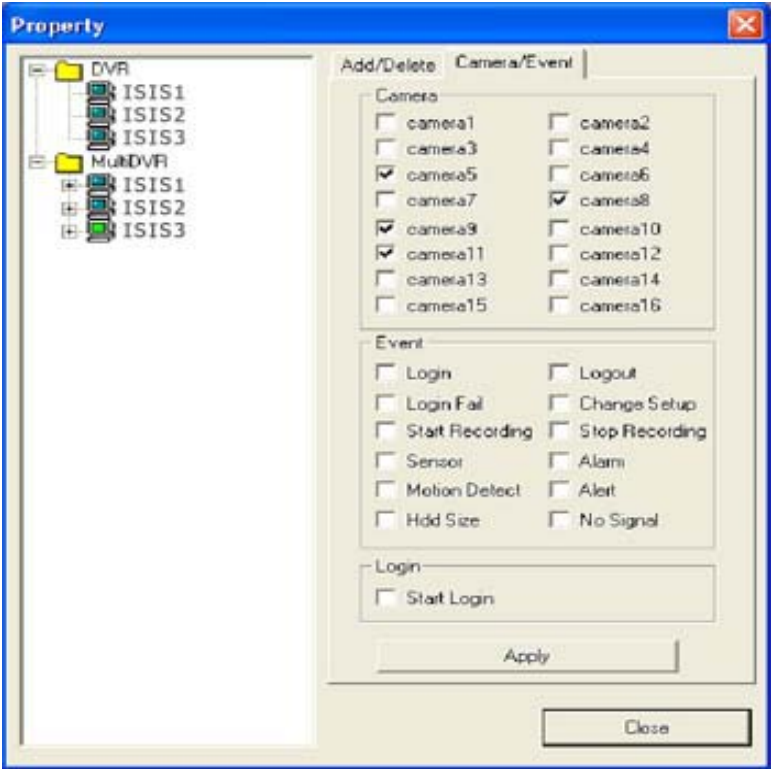 Property
DVR
ISIS1
ISIS2
ISIS3
MultiDVR
ISIS1
ISIS2
ISIS3
Add/Delete Camera/Event
Camera
camera1 camera2
camera3 camera4
camera5 camera6
camera7 camera8
camera9 camera10
camera11 camera12
camera13 camera14
camera15 camera16
Event
Login Logout
Login Fail Change Setup
Start Recording Stop Recording
Sensor Alarm
Motion Detect Alert
Hdd Size No Signal
Login
Start Login
Apply
Close